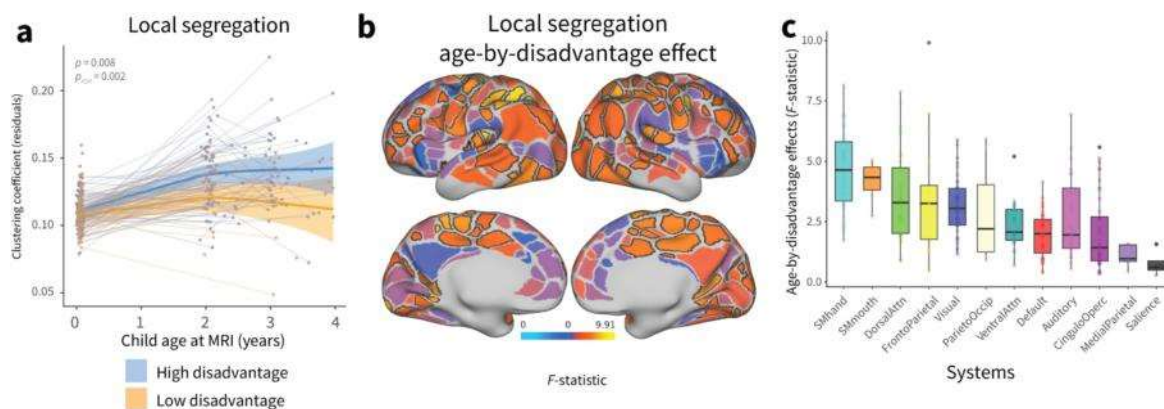 a
Local segregation
p = 0.008
0.20
0.15
0.10
0.05
Clustering coefficient (residuals)
0
1
2
3
4
Child age at MRI (years)
High disadvantage
Low disadvantage
b
Local segregation
age-by-disadvantage effect
0
0
9.91
F-statistic
c
Age-by-disadvantage effects (F-statistic)
10.0
7.5
5.0
2.5
0.0
SMhand
SMmouth
DorsalAttn
FrontoParietal
Visual
ParietoOccip
VentralAttn
Default
Auditory
CinguloOperc
MedialParietal
Salience
Systems